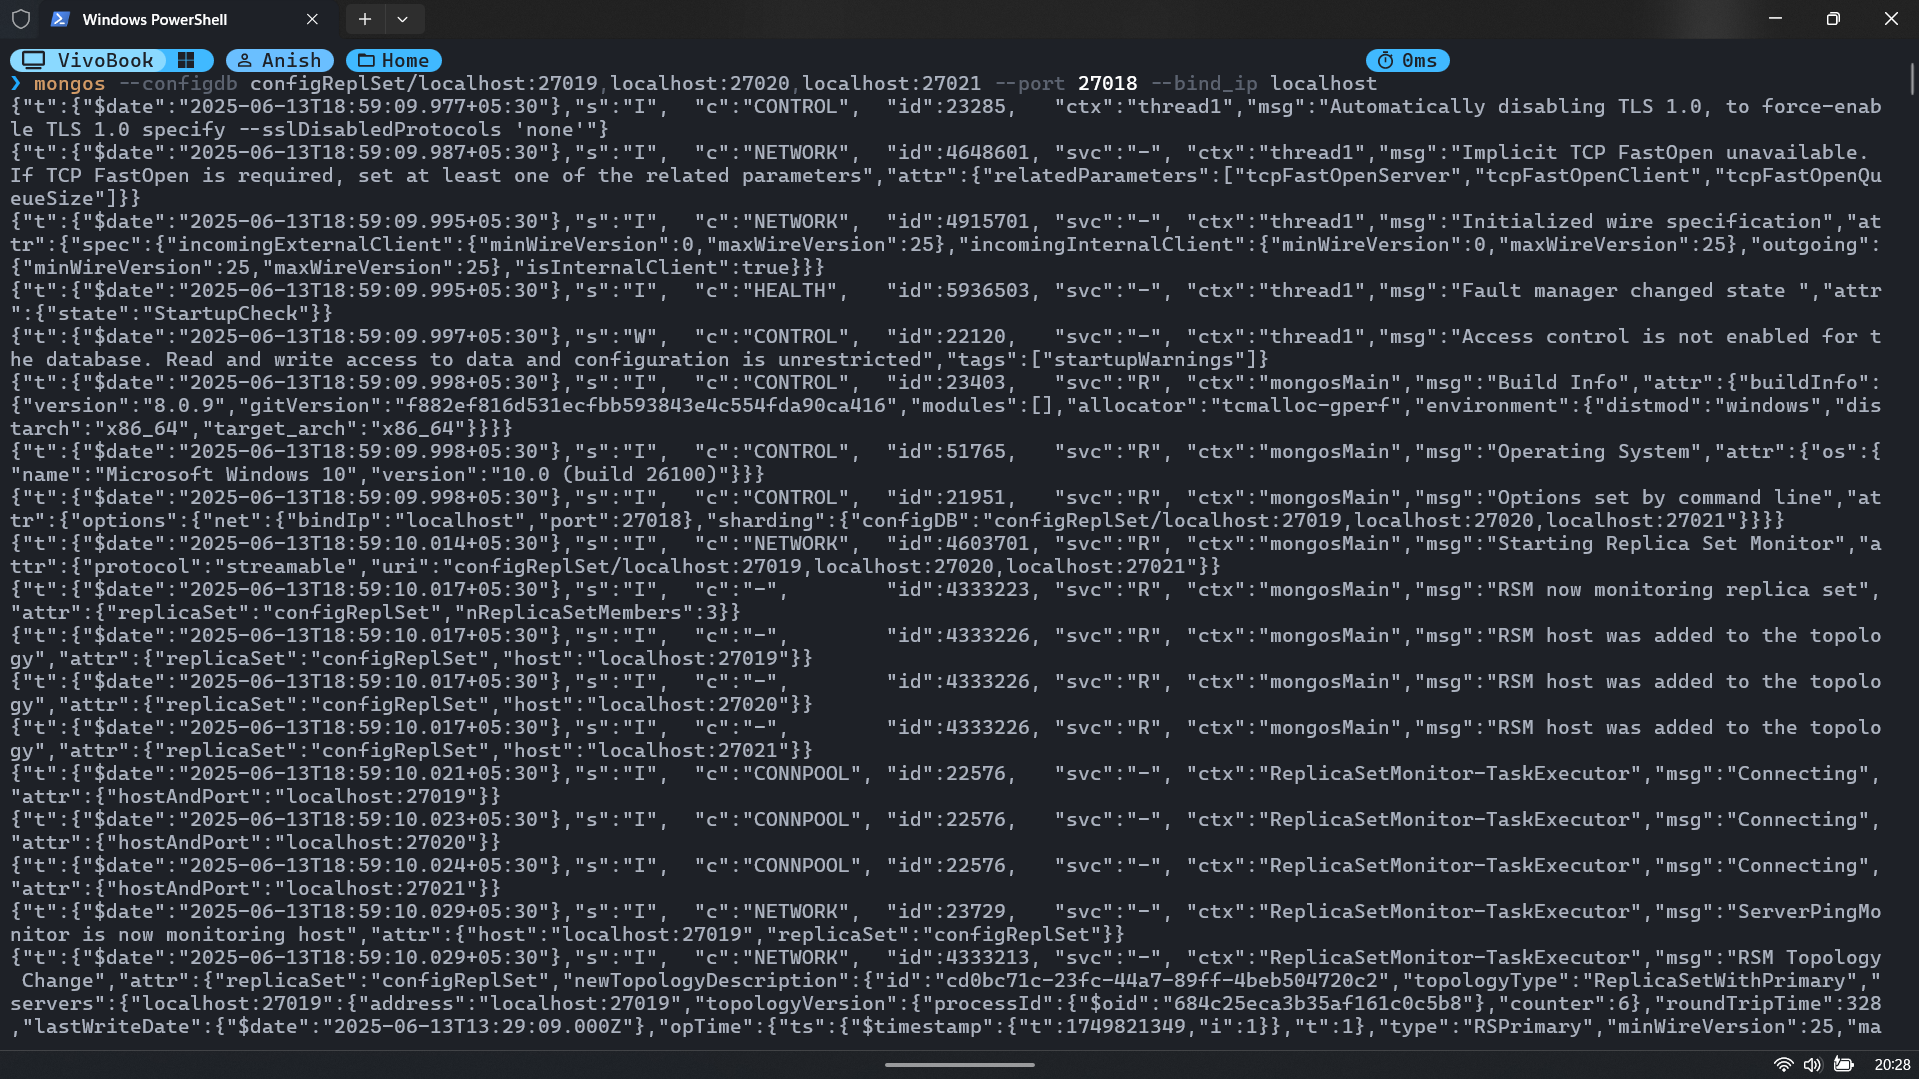 Windows PowerShell
VivoBook Anish Home 0ms
❯ mongos --configdb configReplSet/localhost:27019,localhost:27020,localhost:27021 --port 27018 --bind_ip localhost
{"t":{"$date":"2025-06-13T18:59:09.977+05:30"},"s":"I",  "c":"CONTROL",  "id":23285,   "ctx":"thread1","msg":"Automatically disabling TLS 1.0, to force-enab
le TLS 1.0 specify --sslDisabledProtocols 'none'"}
{"t":{"$date":"2025-06-13T18:59:09.987+05:30"},"s":"I",  "c":"NETWORK",  "id":4648601, "svc":"-", "ctx":"thread1","msg":"Implicit TCP FastOpen unavailable.
If TCP FastOpen is required, set at least one of the related parameters","attr":{"relatedParameters":["tcpFastOpenServer","tcpFastOpenClient","tcpFastOpenQu
eueSize"]}}
{"t":{"$date":"2025-06-13T18:59:09.995+05:30"},"s":"I",  "c":"NETWORK",  "id":4915701, "svc":"-", "ctx":"thread1","msg":"Initialized wire specification","at
tr":{"spec":{"incomingExternalClient":{"minWireVersion":0,"maxWireVersion":25},"incomingInternalClient":{"minWireVersion":0,"maxWireVersion":25},"outgoing":
{"minWireVersion":25,"maxWireVersion":25},"isInternalClient":true}}}
{"t":{"$date":"2025-06-13T18:59:09.995+05:30"},"s":"I",  "c":"HEALTH",   "id":5936503, "svc":"-", "ctx":"thread1","msg":"Fault manager changed state ","attr
":{"state":"StartupCheck"}}
{"t":{"$date":"2025-06-13T18:59:09.997+05:30"},"s":"W",  "c":"CONTROL",  "id":22120,   "svc":"-", "ctx":"thread1","msg":"Access control is not enabled for t
he database. Read and write access to data and configuration is unrestricted","tags":["startupWarnings"]}
{"t":{"$date":"2025-06-13T18:59:09.998+05:30"},"s":"I",  "c":"CONTROL",  "id":23403,   "svc":"R", "ctx":"mongosMain","msg":"Build Info","attr":{"buildInfo":
{"version":"8.0.9","gitVersion":"f882ef816d531ecfbb593843e4c554fda90ca416","modules":[],"allocator":"tcmalloc-gperf","environment":{"distmod":"windows","dis
tarch":"x86_64","target_arch":"x86_64"}}}}
{"t":{"$date":"2025-06-13T18:59:09.998+05:30"},"s":"I",  "c":"CONTROL",  "id":51765,   "svc":"R", "ctx":"mongosMain","msg":"Operating System","attr":{"os":{
"name":"Microsoft Windows 10","version":"10.0 (build 26100)"}}}
{"t":{"$date":"2025-06-13T18:59:09.998+05:30"},"s":"I",  "c":"CONTROL",  "id":21951,   "svc":"R", "ctx":"mongosMain","msg":"Options set by command line","at
tr":{"options":{"net":{"bindIp":"localhost","port":27018},"sharding":{"configDB":"configReplSet/localhost:27019,localhost:27020,localhost:27021"}}}}
{"t":{"$date":"2025-06-13T18:59:10.014+05:30"},"s":"I",  "c":"NETWORK",  "id":4603701, "svc":"R", "ctx":"mongosMain","msg":"Starting Replica Set Monitor","a
ttr":{"protocol":"streamable","uri":"configReplSet/localhost:27019,localhost:27020,localhost:27021"}}
{"t":{"$date":"2025-06-13T18:59:10.017+05:30"},"s":"I",  "c":"-",        "id":4333223, "svc":"R", "ctx":"mongosMain","msg":"RSM now monitoring replica set",
"attr":{"replicaSet":"configReplSet","nReplicaSetMembers":3}}
{"t":{"$date":"2025-06-13T18:59:10.017+05:30"},"s":"I",  "c":"-",        "id":4333226, "svc":"R", "ctx":"mongosMain","msg":"RSM host was added to the topolo
gy","attr":{"replicaSet":"configReplSet","host":"localhost:27019"}}
{"t":{"$date":"2025-06-13T18:59:10.017+05:30"},"s":"I",  "c":"-",        "id":4333226, "svc":"R", "ctx":"mongosMain","msg":"RSM host was added to the topolo
gy","attr":{"replicaSet":"configReplSet","host":"localhost:27020"}}
{"t":{"$date":"2025-06-13T18:59:10.017+05:30"},"s":"I",  "c":"-",        "id":4333226, "svc":"R", "ctx":"mongosMain","msg":"RSM host was added to the topolo
gy","attr":{"replicaSet":"configReplSet","host":"localhost:27021"}}
{"t":{"$date":"2025-06-13T18:59:10.021+05:30"},"s":"I",  "c":"CONNPOOL", "id":22576,   "svc":"-", "ctx":"ReplicaSetMonitor-TaskExecutor","msg":"Connecting",
"attr":{"hostAndPort":"localhost:27019"}}
{"t":{"$date":"2025-06-13T18:59:10.023+05:30"},"s":"I",  "c":"CONNPOOL", "id":22576,   "svc":"-", "ctx":"ReplicaSetMonitor-TaskExecutor","msg":"Connecting",
"attr":{"hostAndPort":"localhost:27020"}}
{"t":{"$date":"2025-06-13T18:59:10.024+05:30"},"s":"I",  "c":"CONNPOOL", "id":22576,   "svc":"-", "ctx":"ReplicaSetMonitor-TaskExecutor","msg":"Connecting",
"attr":{"hostAndPort":"localhost:27021"}}
{"t":{"$date":"2025-06-13T18:59:10.029+05:30"},"s":"I",  "c":"NETWORK",  "id":23729,   "svc":"-", "ctx":"ReplicaSetMonitor-TaskExecutor","msg":"ServerPingMo
nitor is now monitoring host","attr":{"host":"localhost:27019","replicaSet":"configReplSet"}}
{"t":{"$date":"2025-06-13T18:59:10.029+05:30"},"s":"I",  "c":"NETWORK",  "id":4333213, "svc":"-", "ctx":"ReplicaSetMonitor-TaskExecutor","msg":"RSM Topology
 Change","attr":{"replicaSet":"configReplSet","newTopologyDescription":{"id":"cd0bc71c-23fc-44a7-89ff-4beb504720c2","topologyType":"ReplicaSetWithPrimary","
servers":{"localhost:27019":{"address":"localhost:27019","topologyVersion":{"processId":{"$oid":"684c25eca3b35af161c0c5b8"},"counter":6},"roundTripTime":328
,"lastWriteDate":{"$date":"2025-06-13T13:29:09.000Z"},"opTime":{"ts":{"$timestamp":{"t":1749821349,"i":1}},"t":1},"type":"RSPrimary","minWireVersion":25,"ma
20:28